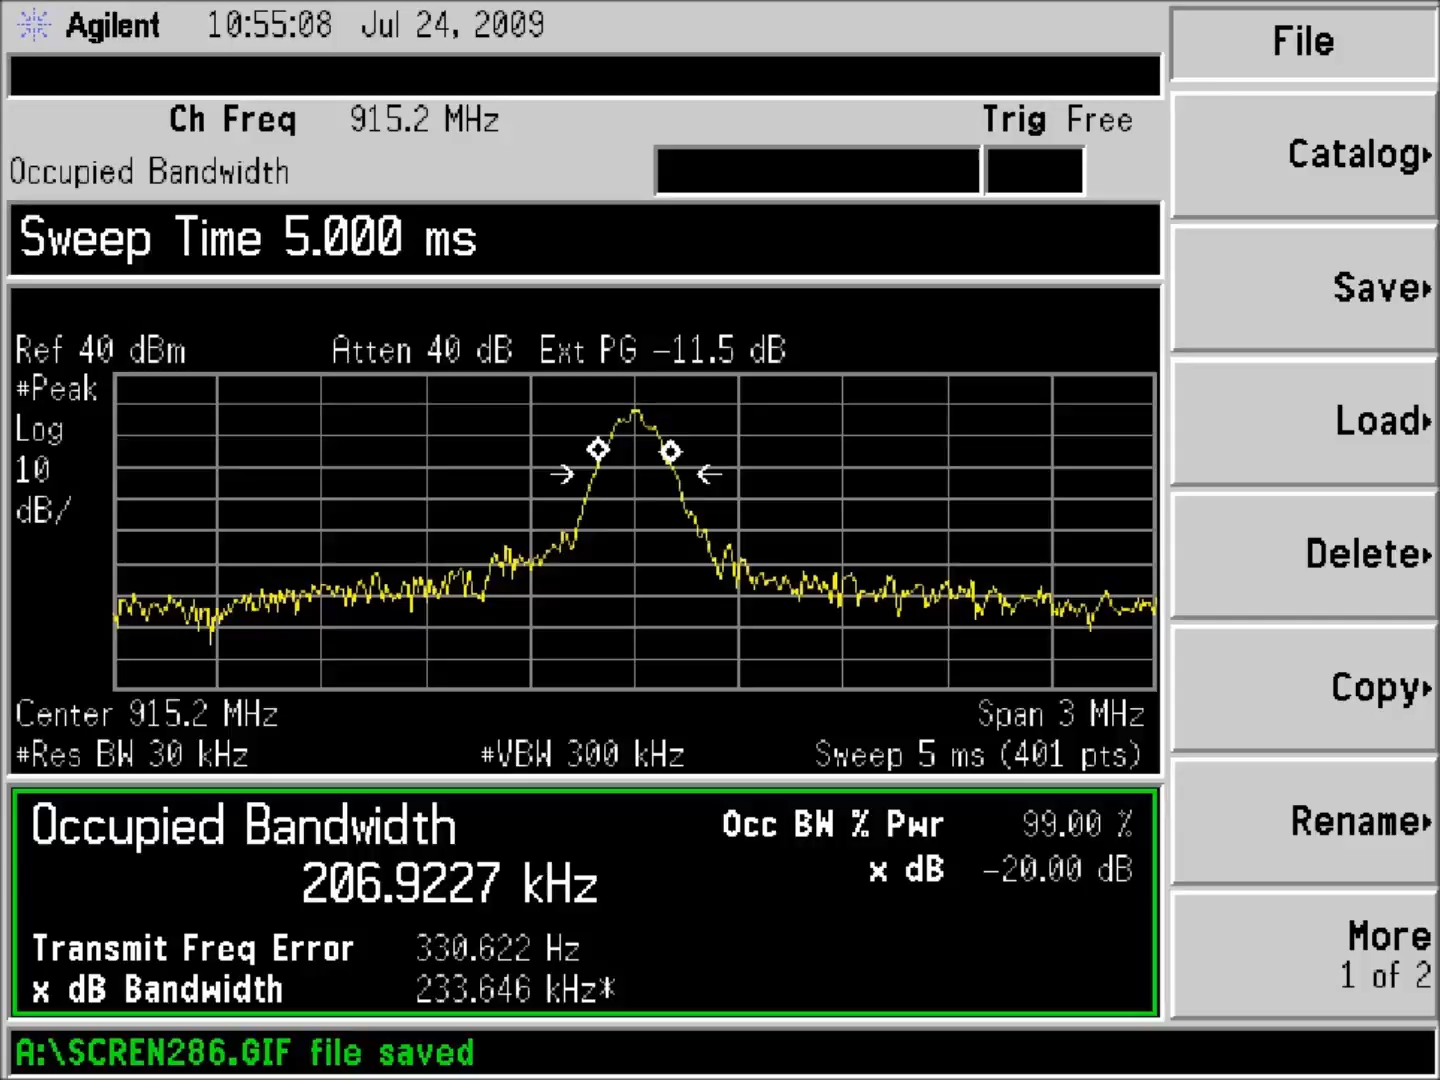 Agilent 10:55:08 Jul 24, 2009
File
Ch Freq 915.2 MHz Trig Free
Occupied Bandwidth
Catalog
Sweep Time 5.000 ms
Save
Ref 40 dBm Atten 40 dB Ext PG -11.5 dB
#Peak
Log
10
dB/
Load
Delete
Center 915.2 MHz Span 3 MHz
#Res BW 30 kHz #VBW 300 kHz Sweep 5 ms (401 pts)
Copy
Occupied Bandwidth Occ BW % Pwr 99.00 %
206.9227 kHz x dB -20.00 dB
Rename
Transmit Freq Error 330.622 Hz
x dB Bandwidth 233.646 kHz*
More
1 of 2
A:\SCREN286.GIF file saved